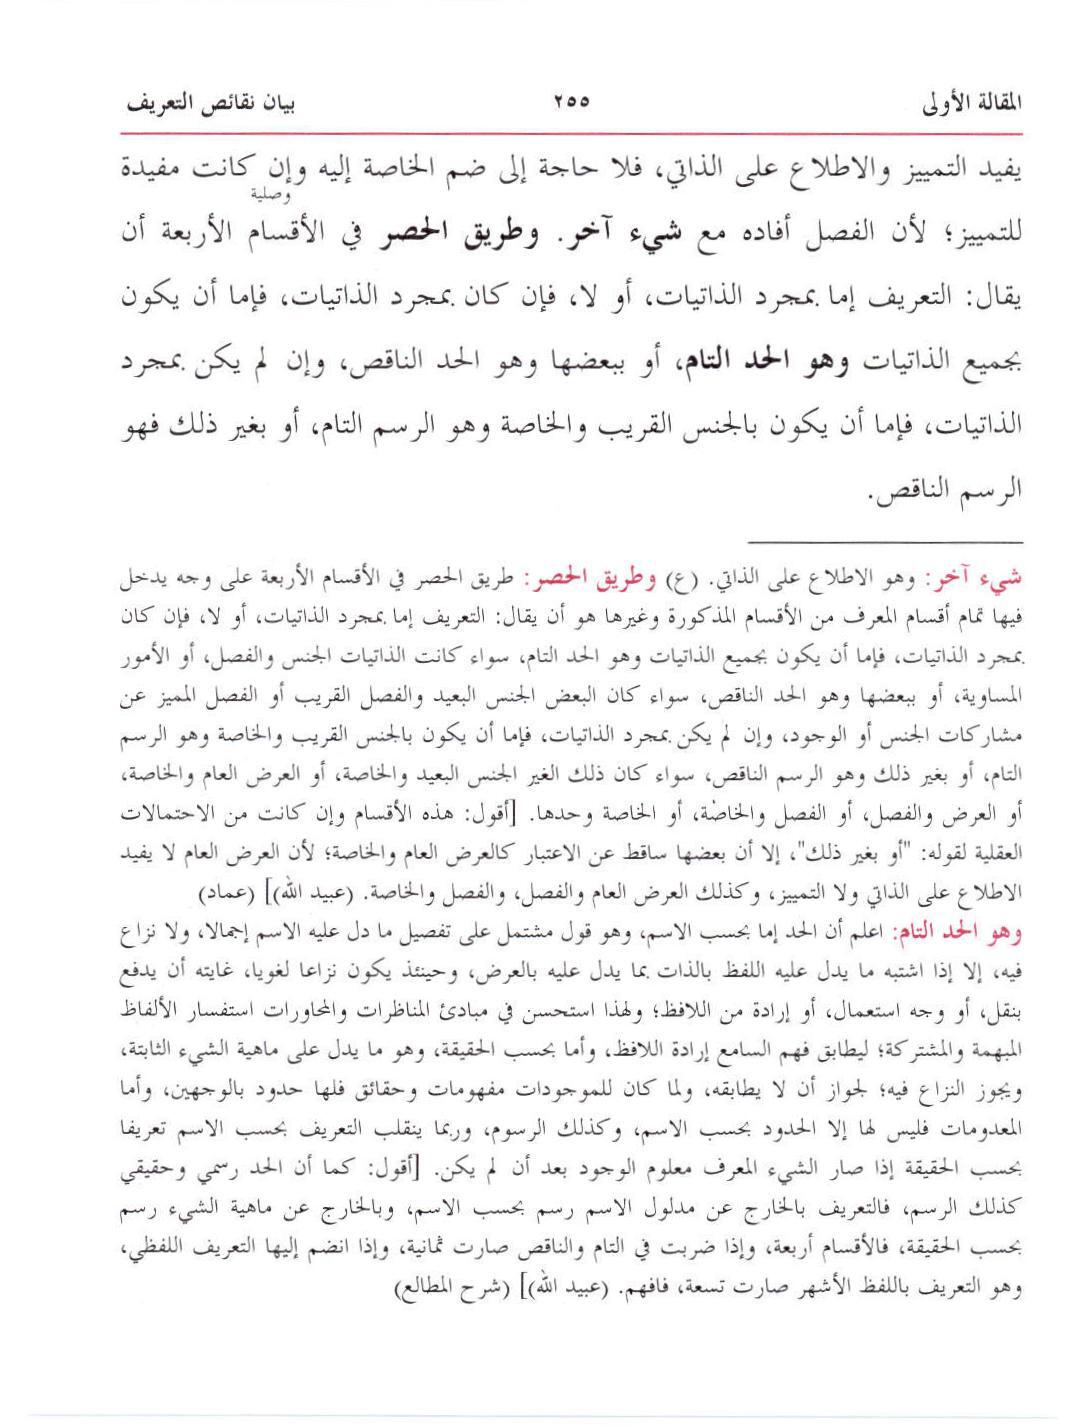 المقالة الأولى ٢٥٥ بيان نقائص التعريف
يفيد التمييز والاطلاع على الذاتي، فلا حاجة إلى ضم الخاصة إليه وإن كانت مفيدة
وصلية
للتمييز؛ لأن الفصل أفاده مع شيء آخر. وطريق الحصر في الأقسام الأربعة أن
يقال: التعريف إما بمجرد الذاتيات، أو لا، فإن كان بمجرد الذاتيات، فإما أن يكون
بجميع الذاتيات وهو الحد التام، أو ببعضها وهو الحد الناقص، وإن لم يكن بمجرد
الذاتيات، فإما أن يكون بالجنس القريب والخاصة وهو الرسم التام، أو بغير ذلك فهو
الرسم الناقص.
شيء آخر: وهو الاطلاع على الذاتي. (ع) وطريق الحصر: طريق الحصر في الأقسام الأربعة على وجه يدخل
فيها تمام أقسام المعرف من الأقسام المذكورة وغيرها هو أن يقال: التعريف إما بمجرد الذاتيات، أو لا، فإن كان
بمجرد الذاتيات، فإما أن يكون بجميع الذاتيات وهو الحد التام، سواء كانت الذاتيات الجنس والفصل، أو الأمور
المساوية، أو ببعضها وهو الحد الناقص، سواء كان البعض الجنس البعيد والفصل القريب أو الفصل المميز عن
مشاركات الجنس أو الوجود، وإن لم يكن بمجرد الذاتيات، فإما أن يكون بالجنس القريب والخاصة وهو الرسم
التام، أو بغير ذلك وهو الرسم الناقص، سواء كان ذلك الغير الجنس البعيد والخاصة، أو العرض العام والخاصة،
أو العرض والفصل، أو الفصل والخاصّة، أو الخاصة وحدها. [أقول: هذه الأقسام وإن كانت من الاحتمالات
العقلية لقوله: "أو بغير ذلك"، إلا أن بعضها ساقط عن الاعتبار كالعرض العام والخاصة؛ لأن العرض العام لا يفيد
الاطلاع على الذاتي ولا التمييز، وكذلك العرض العام والفصل، والفصل والخاصة. (عبيد الله)] (عماد)
وهو الحد التام: اعلم أن الحد إما بحسب الاسم، وهو قول مشتمل على تفصيل ما دل عليه الاسم إجمالا، ولا نزاع
فيه، إلا إذا اشتبه ما يدل عليه اللفظ بالذات بما يدل عليه بالعرض، وحينئذ يكون نزاعا لغويا، غايته أن يدفع
بنقل، أو وجه استعمال، أو إرادة من اللافظ؛ ولهذا استحسن في مبادئ المناظرات والمحاورات استفسار الألفاظ
المبهمة والمشتركة؛ ليطابق فهم السامع إرادة اللافظ، وأما بحسب الحقيقة، وهو ما يدل على ماهية الشيء الثابتة،
ويجوز النزاع فيه؛ لجواز أن لا يطابقه، ولما كان للموجودات مفهومات وحقائق فلها حدود بالوجهين، وأما
المعدومات فليس لها إلا الحدود بحسب الاسم، وكذلك الرسوم، وربما ينقلب التعريف بحسب الاسم تعريفا
بحسب الحقيقة إذا صار الشيء المعرف معلوم الوجود بعد أن لم يكن. [أقول: كما أن الحد رسمي وحقيقي
كذلك الرسم، فالتعريف بالخارج عن مدلول الاسم رسم بحسب الاسم، وبالخارج عن ماهية الشيء رسم
بحسب الحقيقة، فالأقسام أربعة، وإذا ضربت في التام والناقص صارت ثمانية، وإذا انضم إليها التعريف اللفظي،
وهو التعريف باللفظ الأشهر صارت تسعة، فافهم. (عبيد الله)] (شرح المطالع)